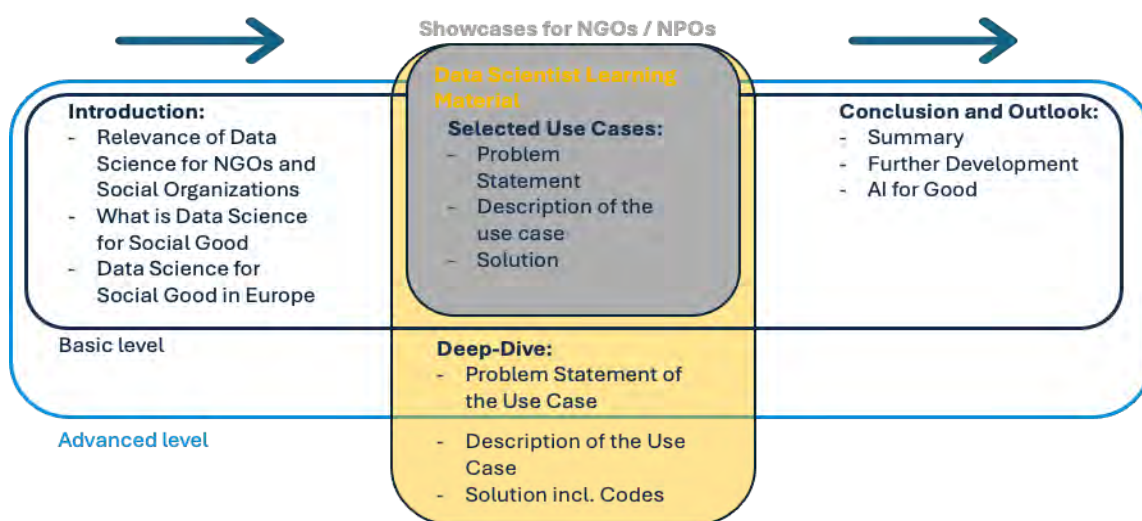 Showcases for NGOs / NPOs
Data Scientist Learning
Material
Introduction:
- Relevance of Data
Science for NGOs and
Social Organizations
- What is Data Science
for Social Good
- Data Science for
Social Good in Europe
Selected Use Cases:
- Problem
Statement
- Description of the
use case
- Solution
Conclusion and Outlook:
- Summary
- Further Development
- AI for Good
Basic level
Deep-Dive:
- Problem Statement of
the Use Case
- Description of the Use
Case
- Solution incl. Codes
Advanced level